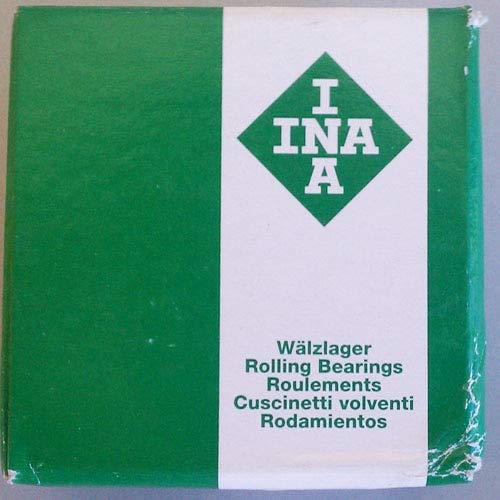 I
INA
A
Wälzlager
Rolling Bearings
Roulements
Cuscinetti volventi
Rodamientos